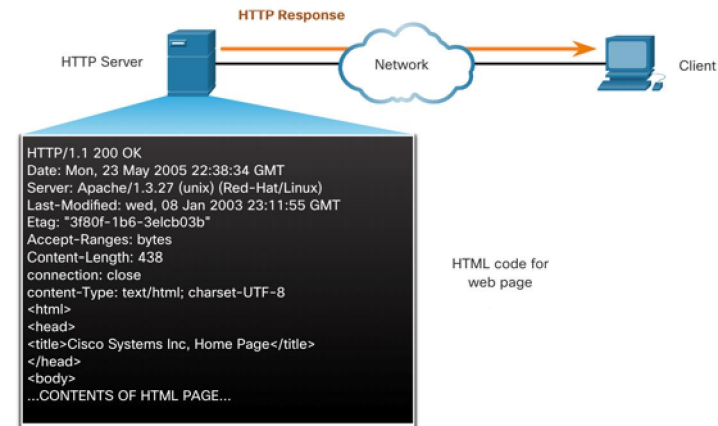 HTTP Response
HTTP Server
Network
Client
HTTP/1.1 200 OK
Date: Mon, 23 May 2005 22:38:34 GMT
Server: Apache/1.3.27 (unix) (Red-Hat/Linux)
Last-Modified: wed, 08 Jan 2003 23:11:55 GMT
Etag: "3f80f-1b6-3elcb03b"
Accept-Ranges: bytes
Content-Length: 438
connection: close
content-Type: text/html; charset-UTF-8
<html>
<head>
<title>Cisco Systems Inc, Home Page</title>
</head>
<body>
...CONTENTS OF HTML PAGE...
HTML code for
web page